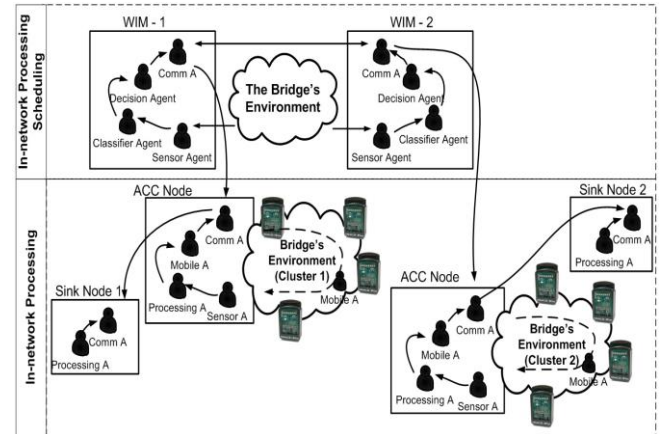 In-network Processing
Scheduling
WIM - 1
WIM - 2
Comm A
Decision Agent
Classifier Agent
Sensor Agent
The Bridge's
Environment
Comm A
Decision Agent
Classifier Agent
Sensor Agent
In-network Processing
ACC Node
Comm A
Mobile A
Processing A
Sensor A
Bridge's
Environment
(Cluster 1)
Mobile A
Sink Node 1
Comm A
Processing A
ACC Node
Comm A
Mobile A
Processing A
Sensor A
Sink Node 2
Comm A
Processing A
Bridge's
Environment
(Cluster 2)
Mobile A